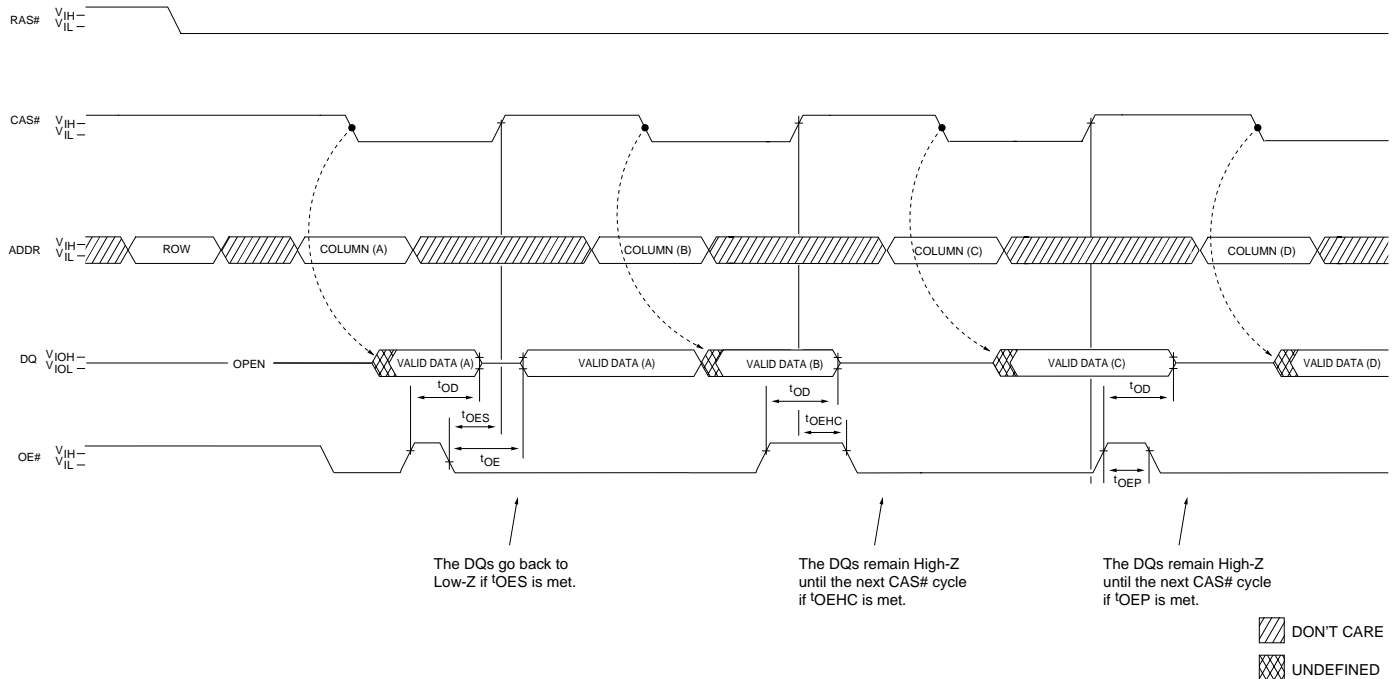 RAS# VIH VIL
CAS# VIH VIL
ADDR VIH VIL ROW COLUMN (A) COLUMN (B) COLUMN (C) COLUMN (D)
DQ VIOH VIOL OPEN VALID DATA (A) VALID DATA (A) VALID DATA (B) VALID DATA (C) VALID DATA (D)
tOD tOD tOD
tOES tOEHC
OE# VIH VIL tOE tOEP
The DQs go back to
Low-Z if tOES is met.
The DQs remain High-Z
until the next CAS# cycle
if tOEHC is met.
The DQs remain High-Z
until the next CAS# cycle
if tOEP is met.
DON'T CARE
UNDEFINED